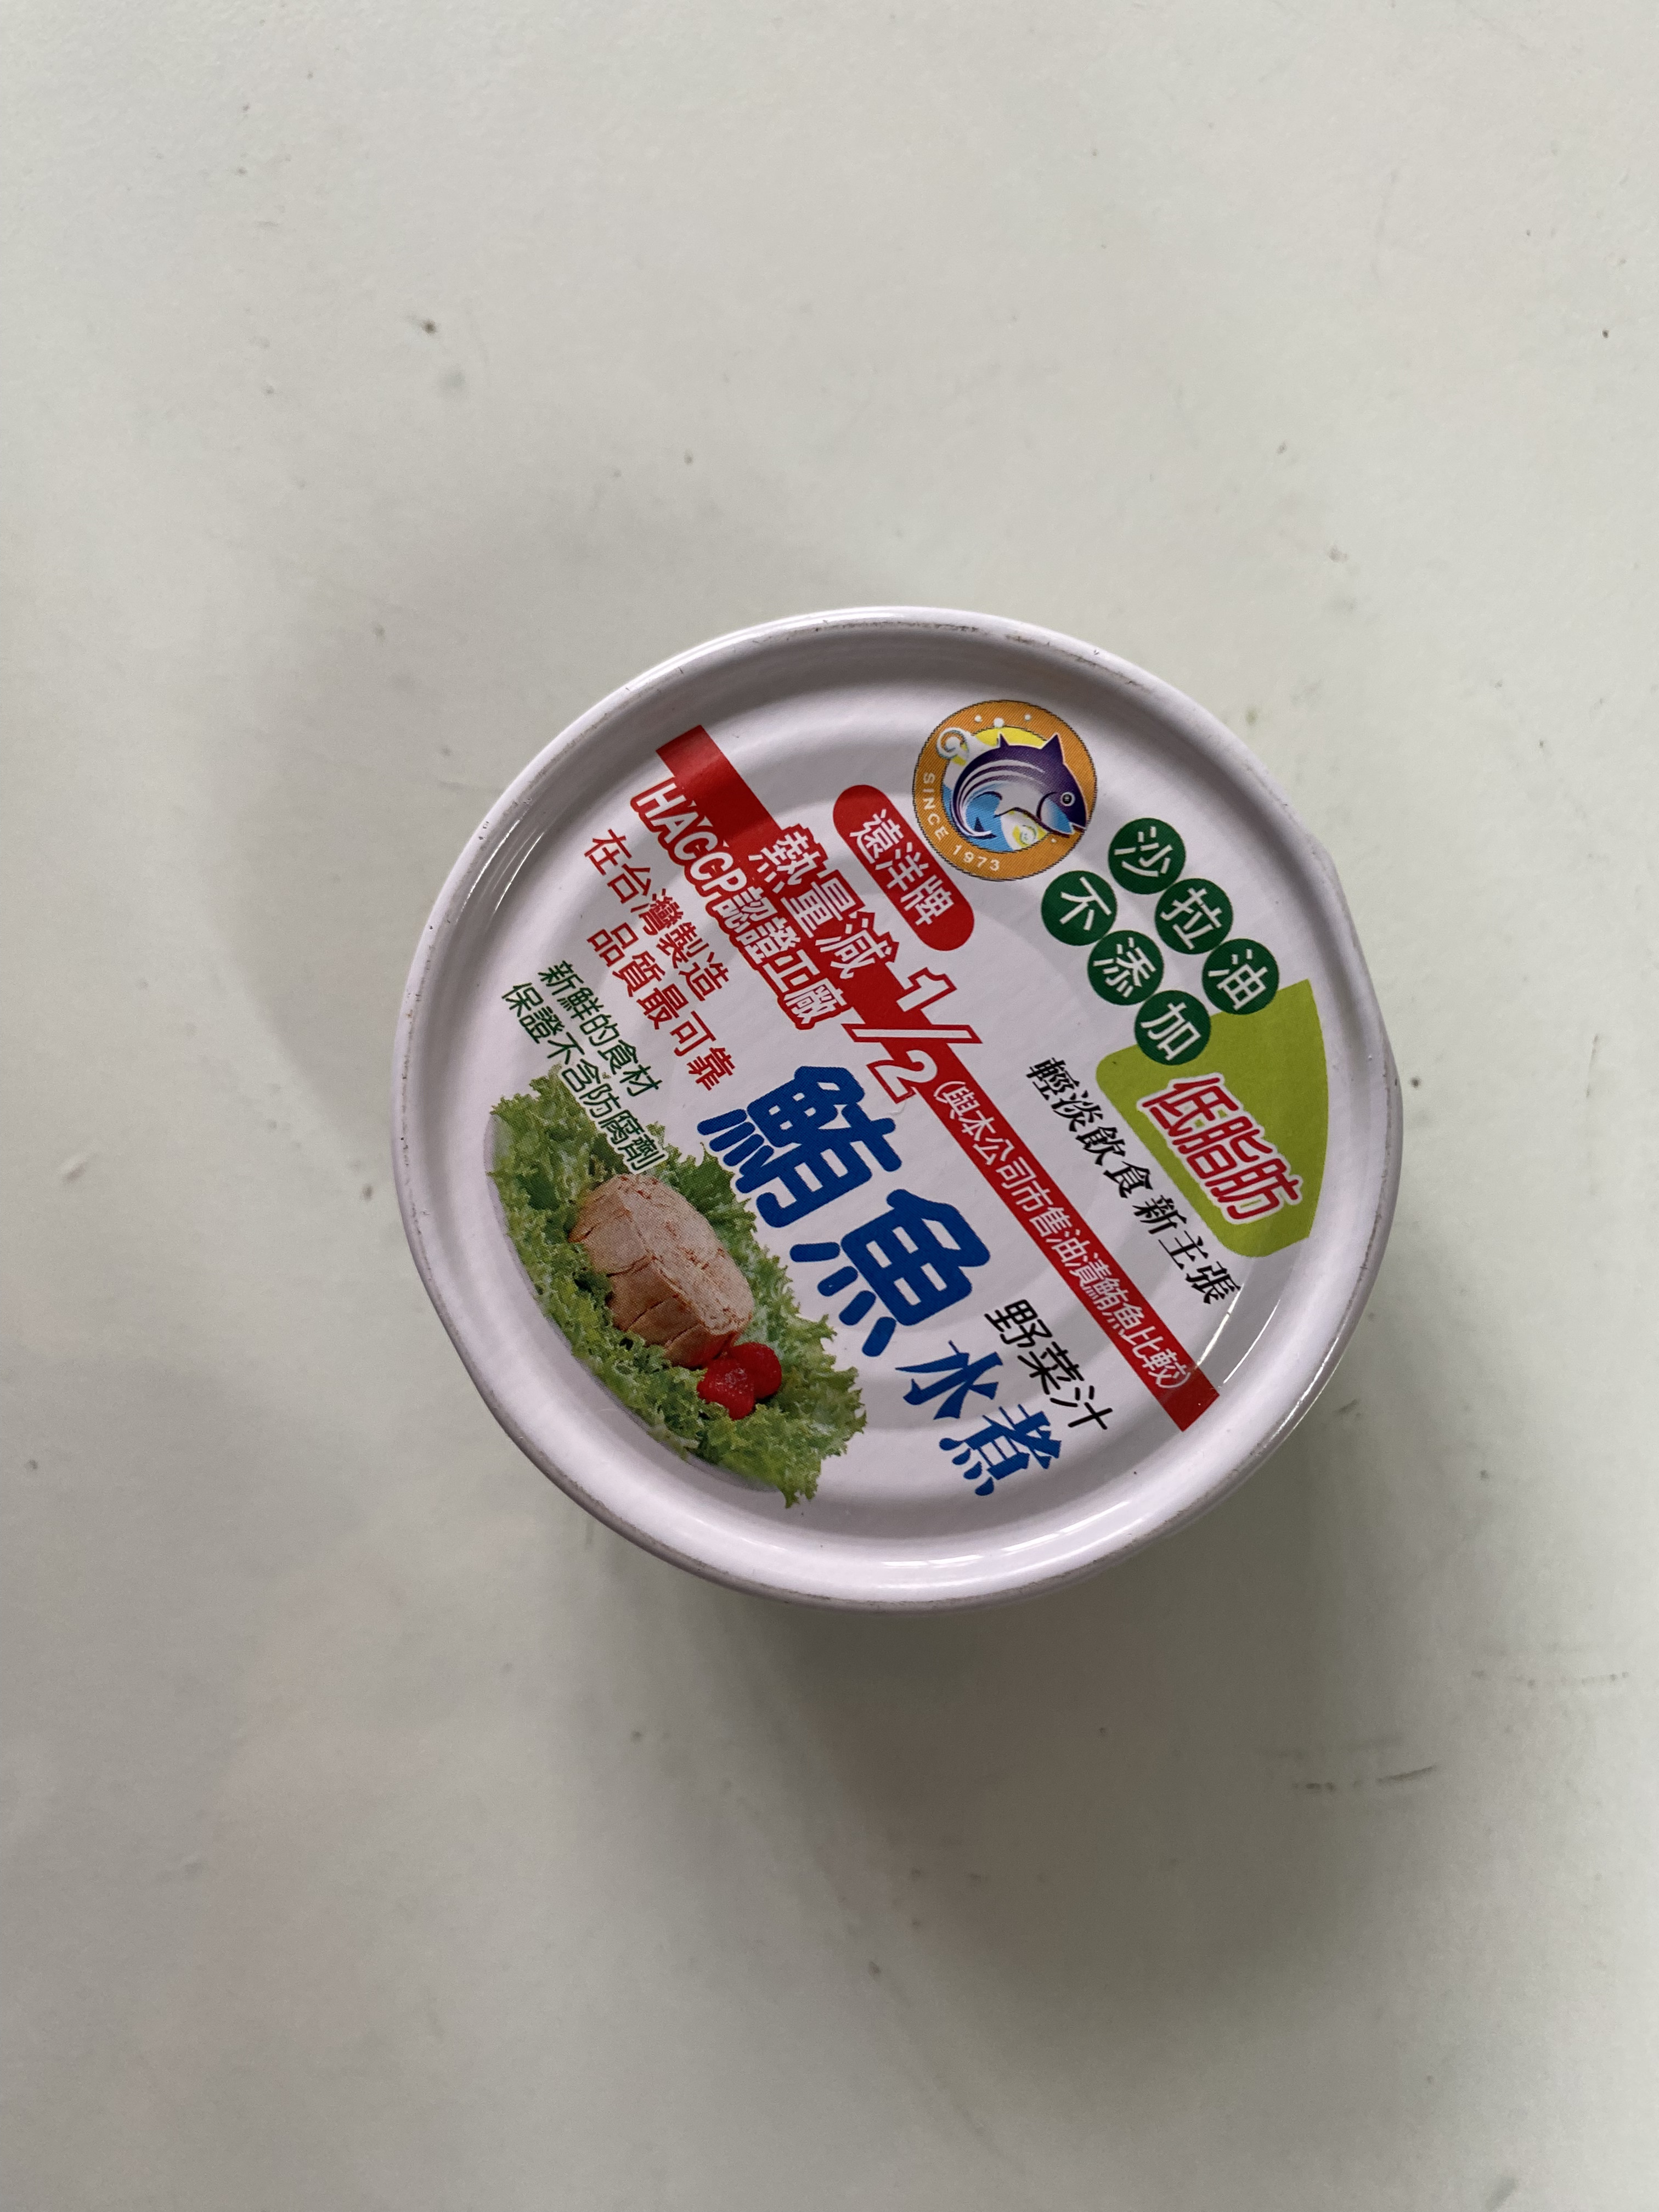 SINCE 1973
遠洋牌
沙拉油
不添加
低脂肪
輕淡飲食 新主張
熱量減1/2(與本公司市售油漬鮪魚比較)
HACCP認證工廠
在台灣製造
品質最可靠
新鮮的食材
保證不含防腐劑
鮪魚
野菜汁
水煮